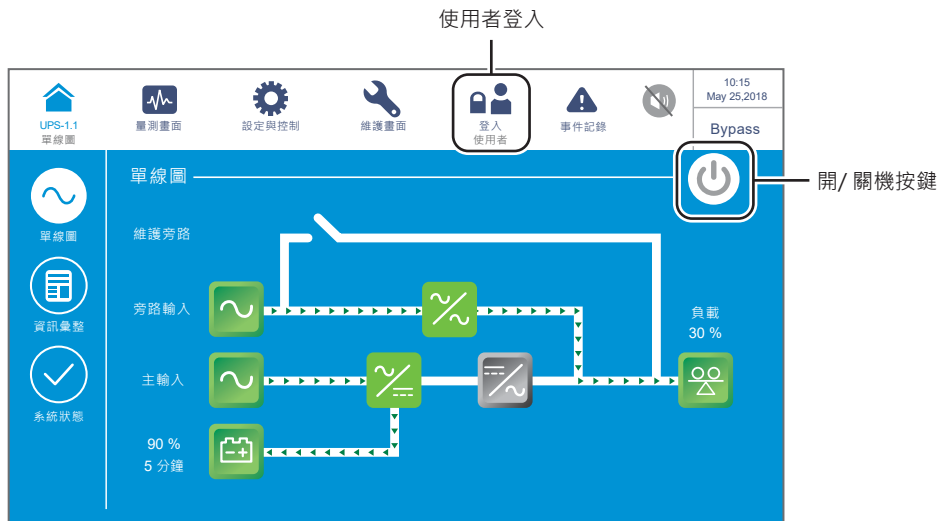 使用者登入
UPS-1.1
單線圖
量測畫面
設定與控制
維護畫面
登入
使用者
事件記錄
10:15
May 25,2018
Bypass
單線圖
開/ 關機按鍵
單線圖
資訊彙整
系統狀態
維護旁路
旁路輸入
負載
30 %
主輸入
90 %
5 分鐘